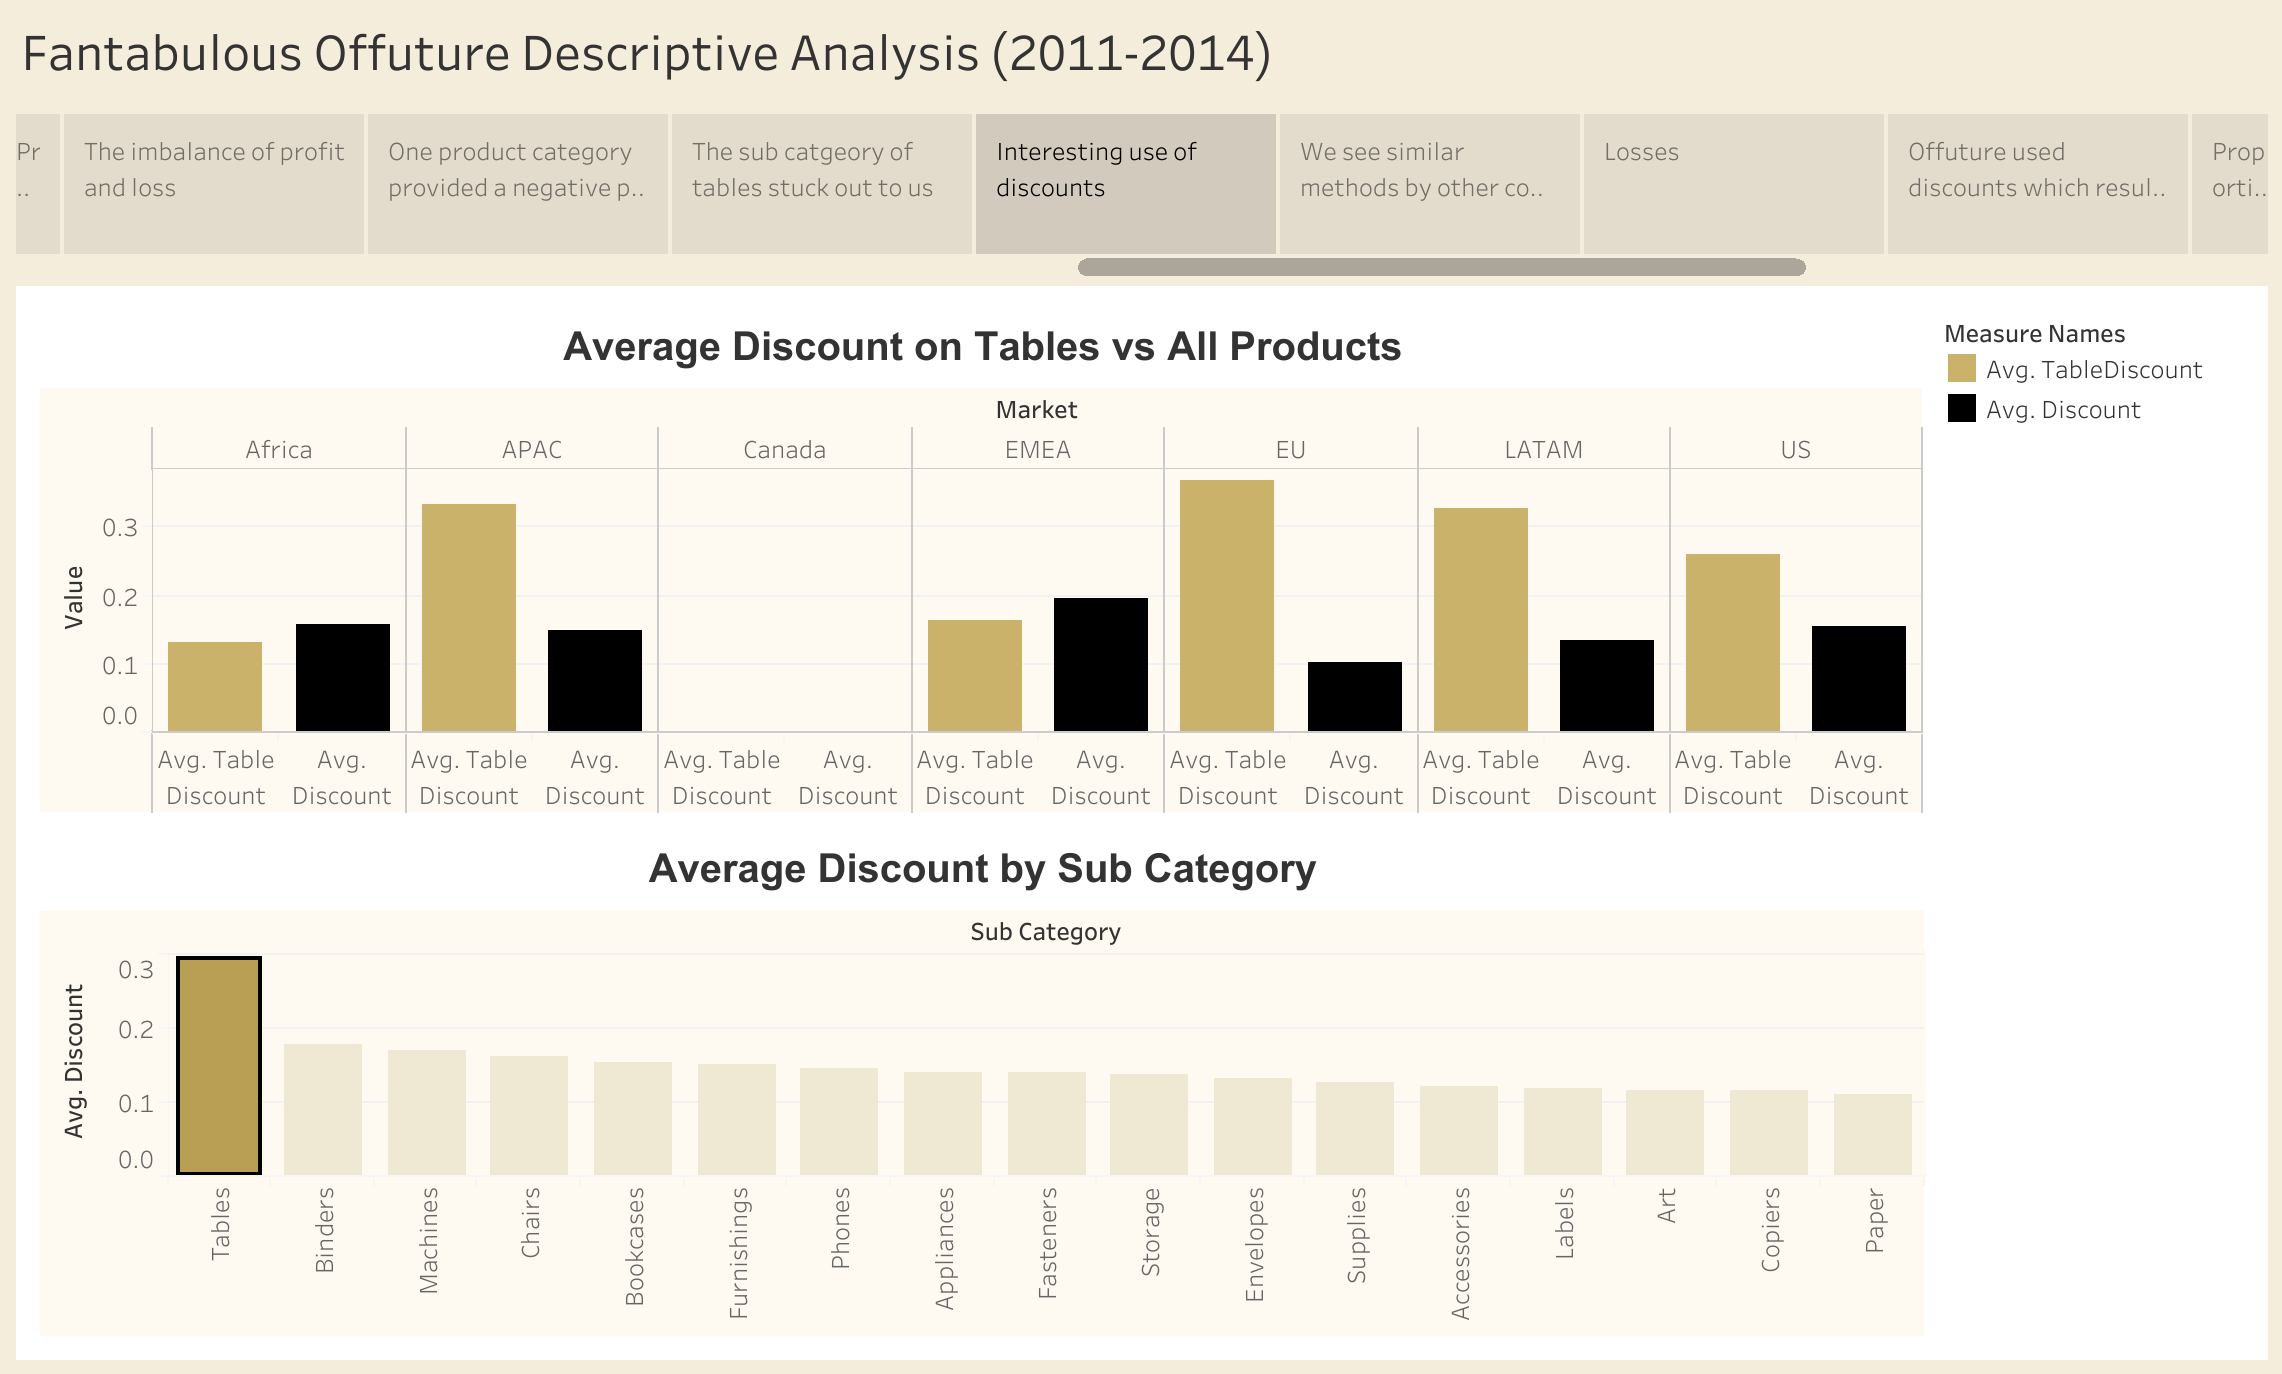 Fantabulous Offuture Descriptive Analysis (2011-2014)
Pr
..
The imbalance of profit
and loss
One product category
provided a negative p..
The sub catgeory of
tables stuck out to us
Interesting use of
discounts
We see similar
methods by other co..
Losses
Offuture used
discounts which resul..
Prop
orti..
Average Discount on Tables vs All Products
Measure Names
Avg. TableDiscount
Avg. Discount
Market
Africa APAC Canada EMEA EU LATAM US
Value
0.3
0.2
0.1
0.0
Avg. Table Avg. Avg. Table Avg. Avg. Table Avg. Avg. Table Avg. Avg. Table Avg. Avg. Table Avg. Avg. Table Avg.
Discount Discount Discount Discount Discount Discount Discount Discount Discount Discount Discount Discount Discount Discount
Average Discount by Sub Category
Sub Category
Avg. Discount
0.3
0.2
0.1
0.0
Tables
Binders
Machines
Chairs
Bookcases
Furnishings
Phones
Appliances
Fasteners
Storage
Envelopes
Supplies
Accessories
Labels
Art
Copiers
Paper